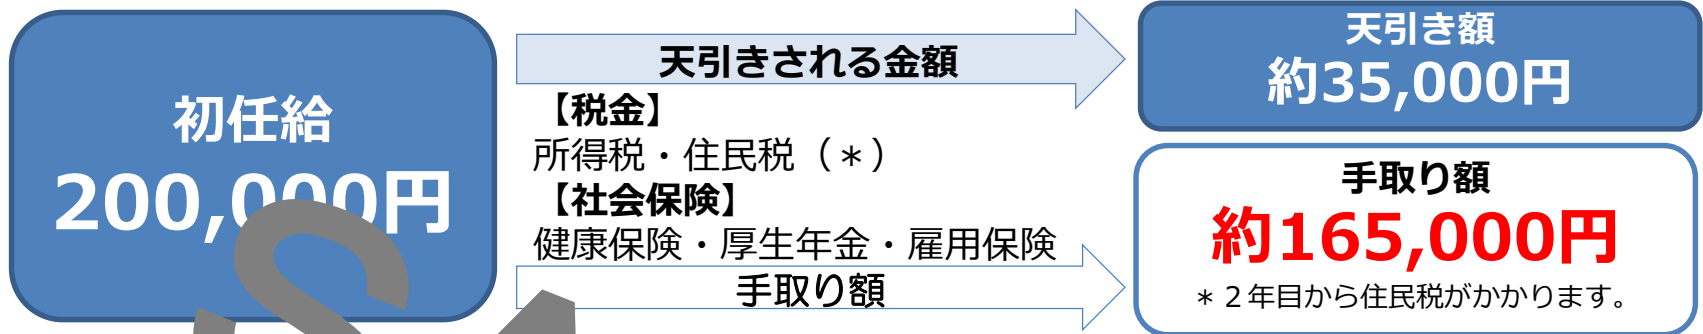 初任給
200,000円
天引きされる金額
【税金】
所得税・住民税（＊）
【社会保険】
健康保険・厚生年金・雇用保険
手取り額
天引き額
約35,000円
手取り額
約165,000円
＊２年目から住民税がかかります。